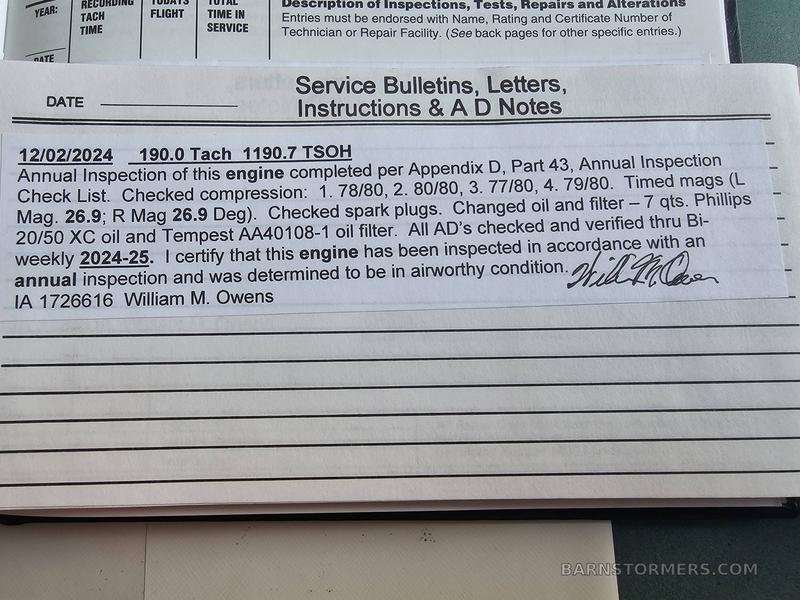 YEAR:
RECORDING TACH TIME
TODAYS FLIGHT
TOTAL TIME IN SERVICE
Description of Inspections, Tests, Repairs and Alterations
Entries must be endorsed with Name, Rating and Certificate Number of
Technician or Repair Facility. (See back pages for other specific entries.)
DATE
DATE
Service Bulletins, Letters,
Instructions & A D Notes
12/02/2024 190.0 Tach 1190.7 TSOH
Annual Inspection of this engine completed per Appendix D, Part 43, Annual Inspection
Check List. Checked compression: 1. 78/80, 2. 80/80, 3. 77/80, 4. 79/80. Timed mags (L
Mag. 26.9; R Mag 26.9 Deg). Checked spark plugs. Changed oil and filter – 7 qts. Phillips
20/50 XC oil and Tempest AA40108-1 oil filter. All AD's checked and verified thru Bi-
weekly 2024-25. I certify that this engine has been inspected in accordance with an
annual inspection and was determined to be in airworthy condition. Will M. Owens
IA 1726616 William M. Owens
BARNSTORMERS.COM